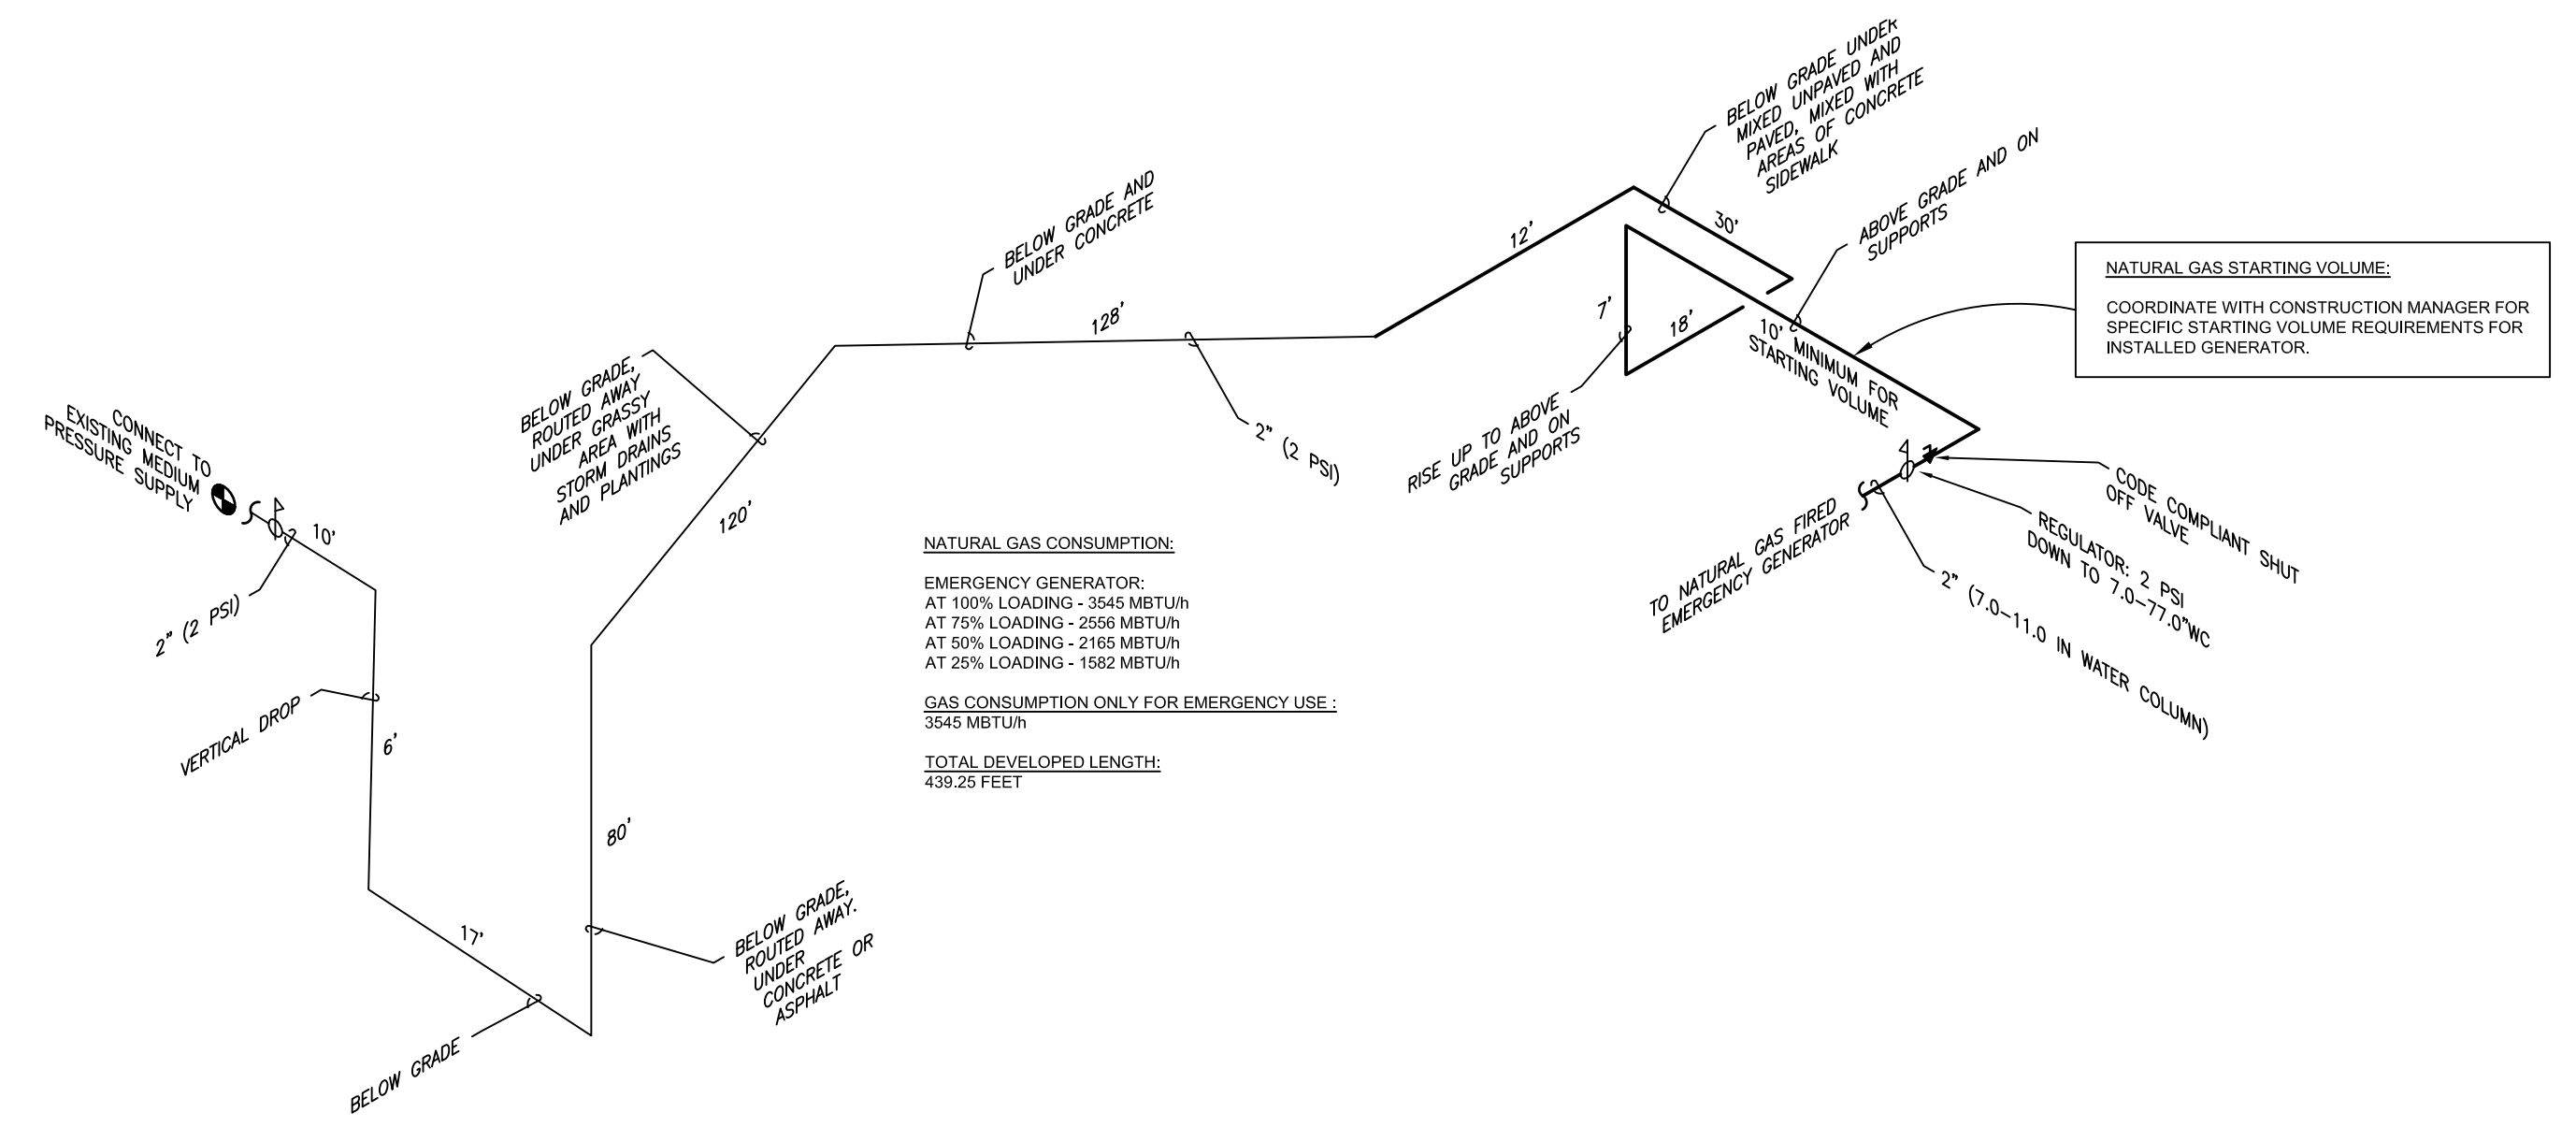 CONNECT TO
EXISTING MEDIUM
PRESSURE SUPPLY
10'
2" (2 PSI)
VERTICAL DROP
6'
17'
BELOW GRADE
80'
BELOW GRADE,
ROUTED AWAY.
UNDER
CONCRETE OR
ASPHALT
BELOW GRADE,
ROUTED AWAY
UNDER GRASSY
AREA WITH
STORM DRAINS
AND PLANTINGS
120'
BELOW GRADE AND
UNDER CONCRETE
128'
2" (2 PSI)
12'
BELOW GRADE UNDER
MIXED UNPAVED AND
PAVED, MIXED WITH
AREAS OF CONCRETE
SIDEWALK
30'
ABOVE GRADE AND ON
SUPPORTS
7'
18'
RISE UP TO ABOVE
GRADE AND ON
SUPPORTS
10' MINIMUM FOR
STARTING VOLUME
NATURAL GAS STARTING VOLUME:
COORDINATE WITH CONSTRUCTION MANAGER FOR
SPECIFIC STARTING VOLUME REQUIREMENTS FOR
INSTALLED GENERATOR.
CODE COMPLIANT SHUT
OFF VALVE
REGULATOR: 2 PSI
DOWN TO 7.0-77.0"WC
2" (7.0-11.0 IN WATER COLUMN)
TO NATURAL GAS FIRED
EMERGENCY GENERATOR
NATURAL GAS CONSUMPTION:
EMERGENCY GENERATOR:
AT 100% LOADING - 3545 MBTU/h
AT 75% LOADING - 2556 MBTU/h
AT 50% LOADING - 2165 MBTU/h
AT 25% LOADING - 1582 MBTU/h
GAS CONSUMPTION ONLY FOR EMERGENCY USE :
3545 MBTU/h
TOTAL DEVELOPED LENGTH:
439.25 FEET